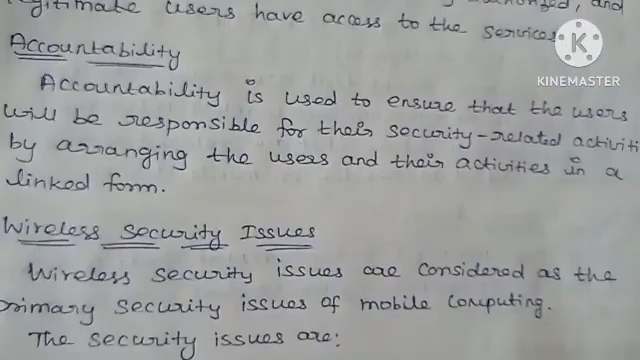 legitimate users have access to the services
K
KINEMASTER
Accountability
Accountability is used to ensure that the users
will be responsible for their security-related activiti
by arranging the users and their activities in a
linked form.
Wireless Security Issues
Wireless security issues are considered as the
primary security issues of mobile computing.
The security issues are: